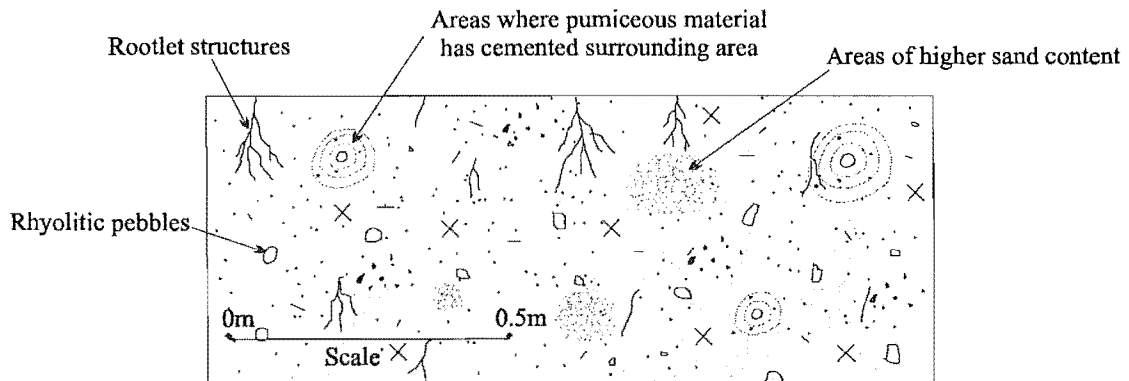 Rootlet structures
Areas where pumiceous material
has cemented surrounding area
Areas of higher sand content
Rhyolitic pebbles
0m
0.5m
Scale